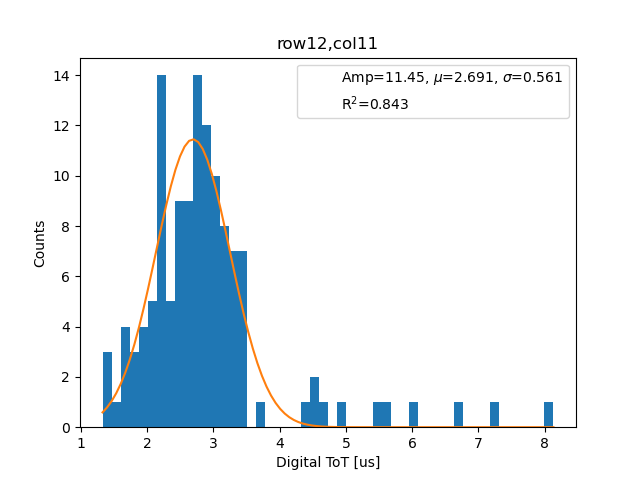 row12,col11
Amp=11.45, μ=2.691, σ=0.561
R²=0.843
Counts
14
12
10
8
6
4
2
0
1 2 3 4 5 6 7 8
Digital ToT [us]